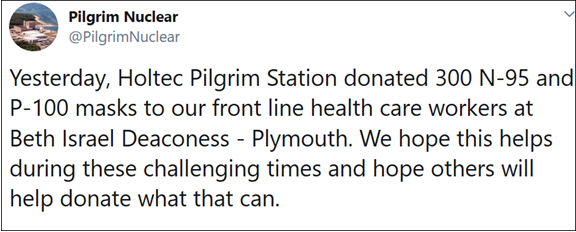 Pilgrim Nuclear
@PilgrimNuclear
Yesterday, Holtec Pilgrim Station donated 300 N-95 and
P-100 masks to our front line health care workers at
Beth Israel Deaconess - Plymouth. We hope this helps
during these challenging times and hope others will
help donate what that can.